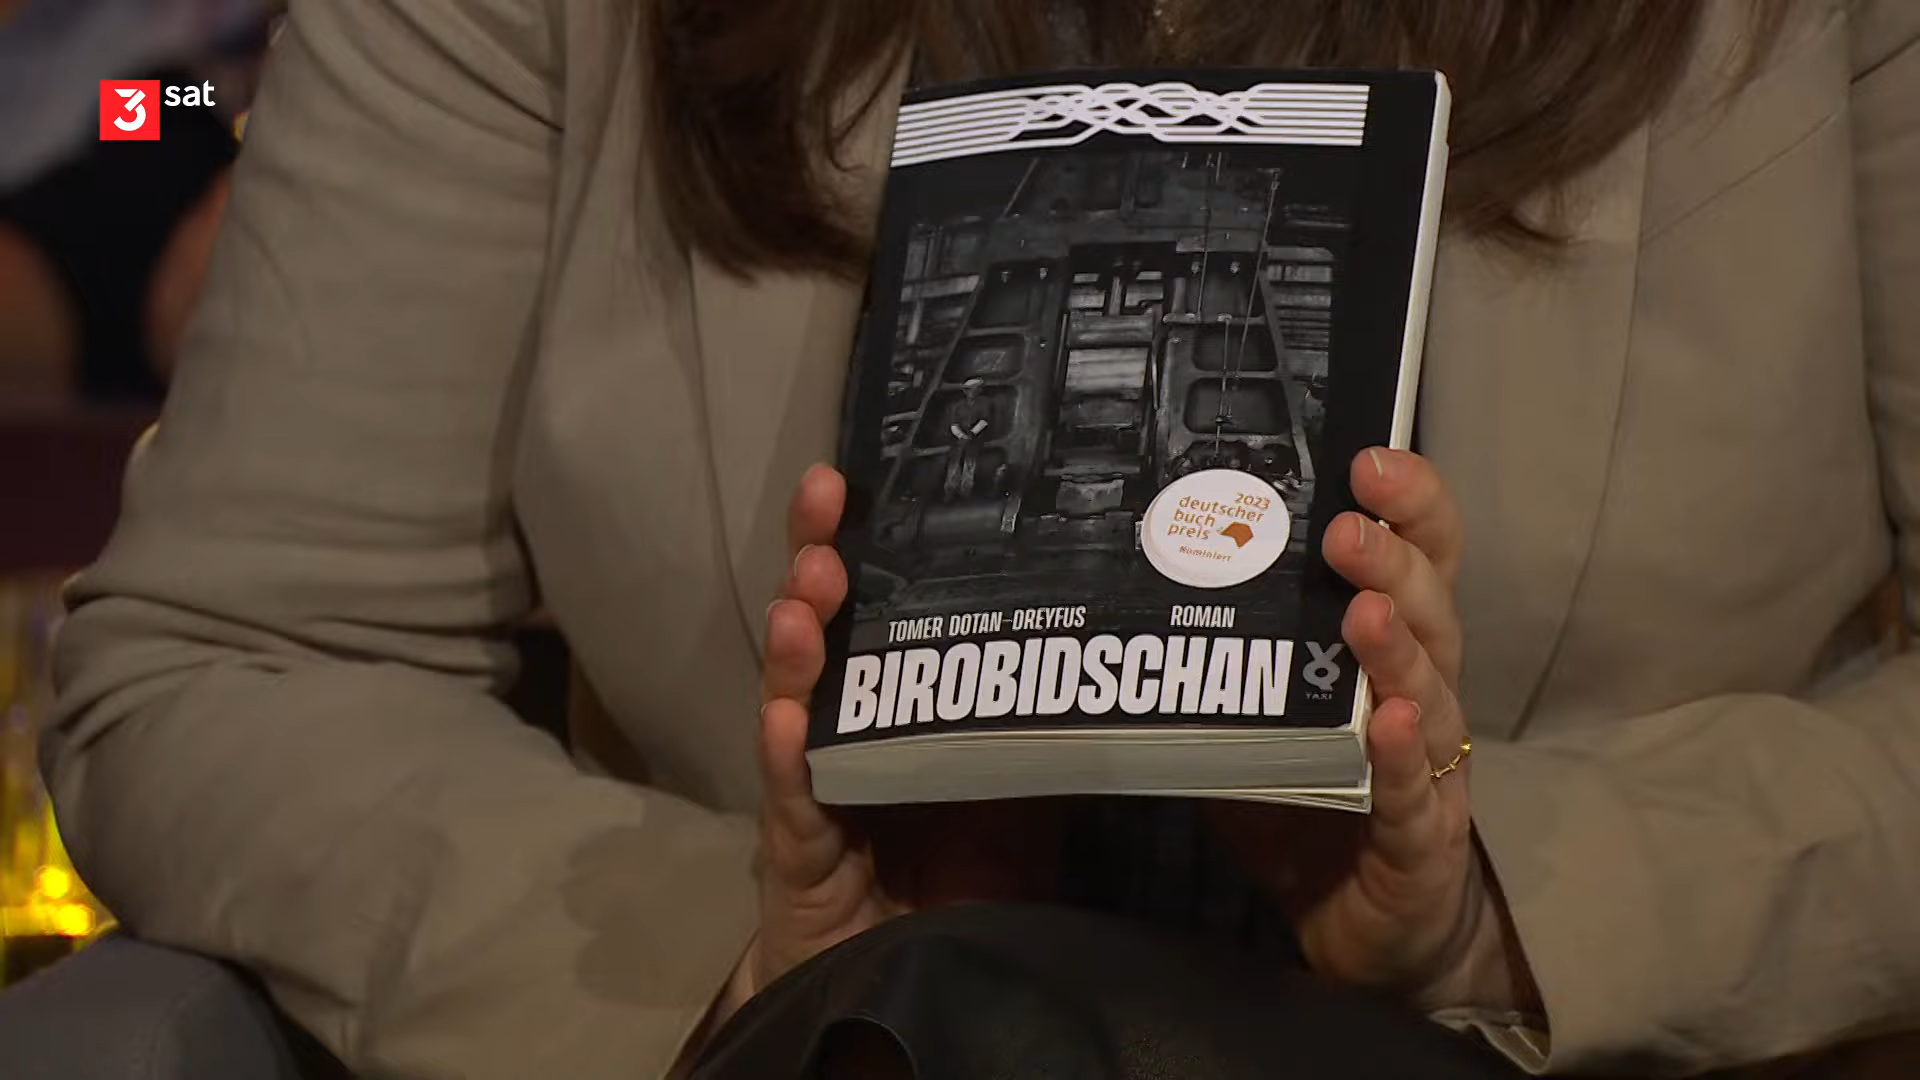 3sat
2023
deutscher
buch
preis
Nominiert
TOMER DOTAN-DREYFUS ROMAN
BIROBIDSCHAN
TAXI